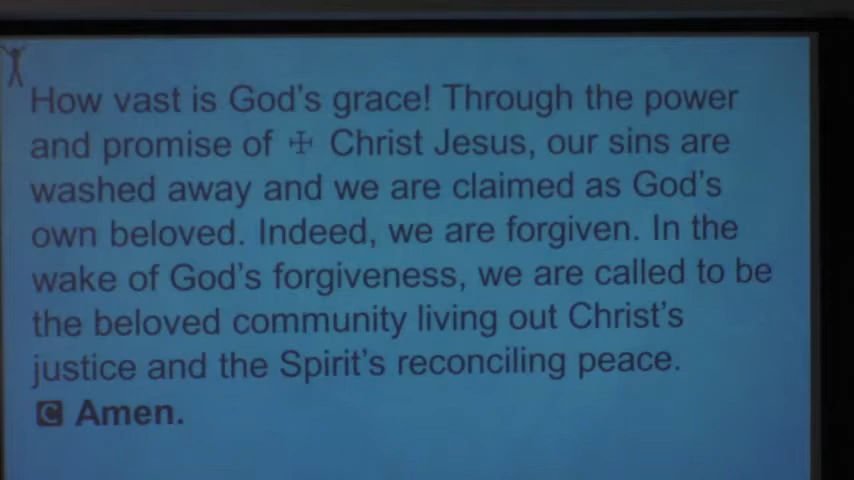 How vast is God's grace! Through the power
and promise of ☩ Christ Jesus, our sins are
washed away and we are claimed as God's
own beloved. Indeed, we are forgiven. In the
wake of God's forgiveness, we are called to be
the beloved community living out Christ's
justice and the Spirit's reconciling peace.
C Amen.